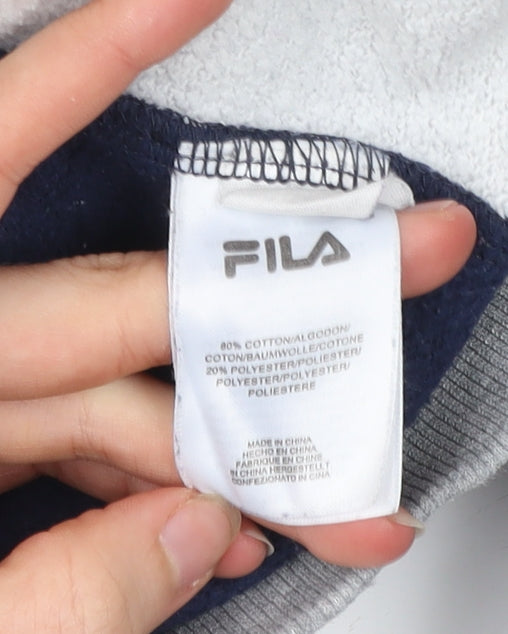 FILA
80% COTTON/ALGODON/
COTON/BAUMWOLLE/COTONE
20% POLYESTER/POLIESTER/
POLYESTER/POLYESTER/
POLIESTERE
MADE IN CHINA
HECHO EN CHINA
FABRIQUE EN CHINE
IN CHINA HERGESTELLT
CONFEZIONATO IN CINA